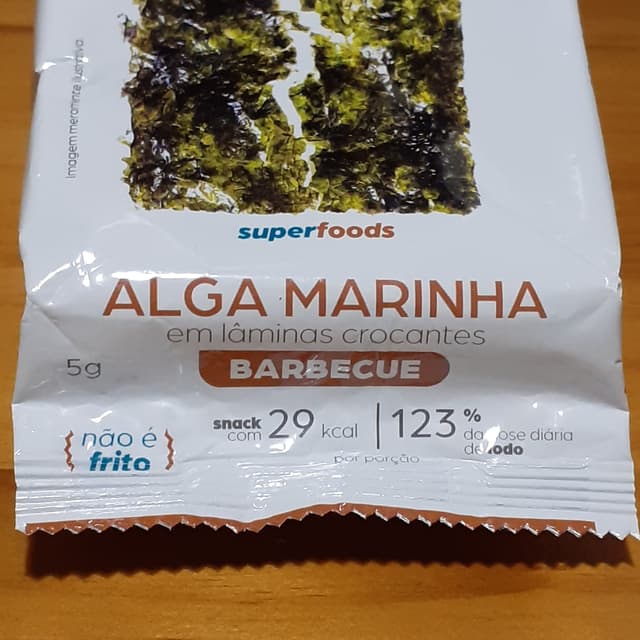 Imagem meramente ilustrativa.
superfoods
ALGA MARINHA
em lâminas crocantes
BARBECUE
5g
não é
frito
snack
com 29 kcal | 123% da dose diária
de iodo
por porção